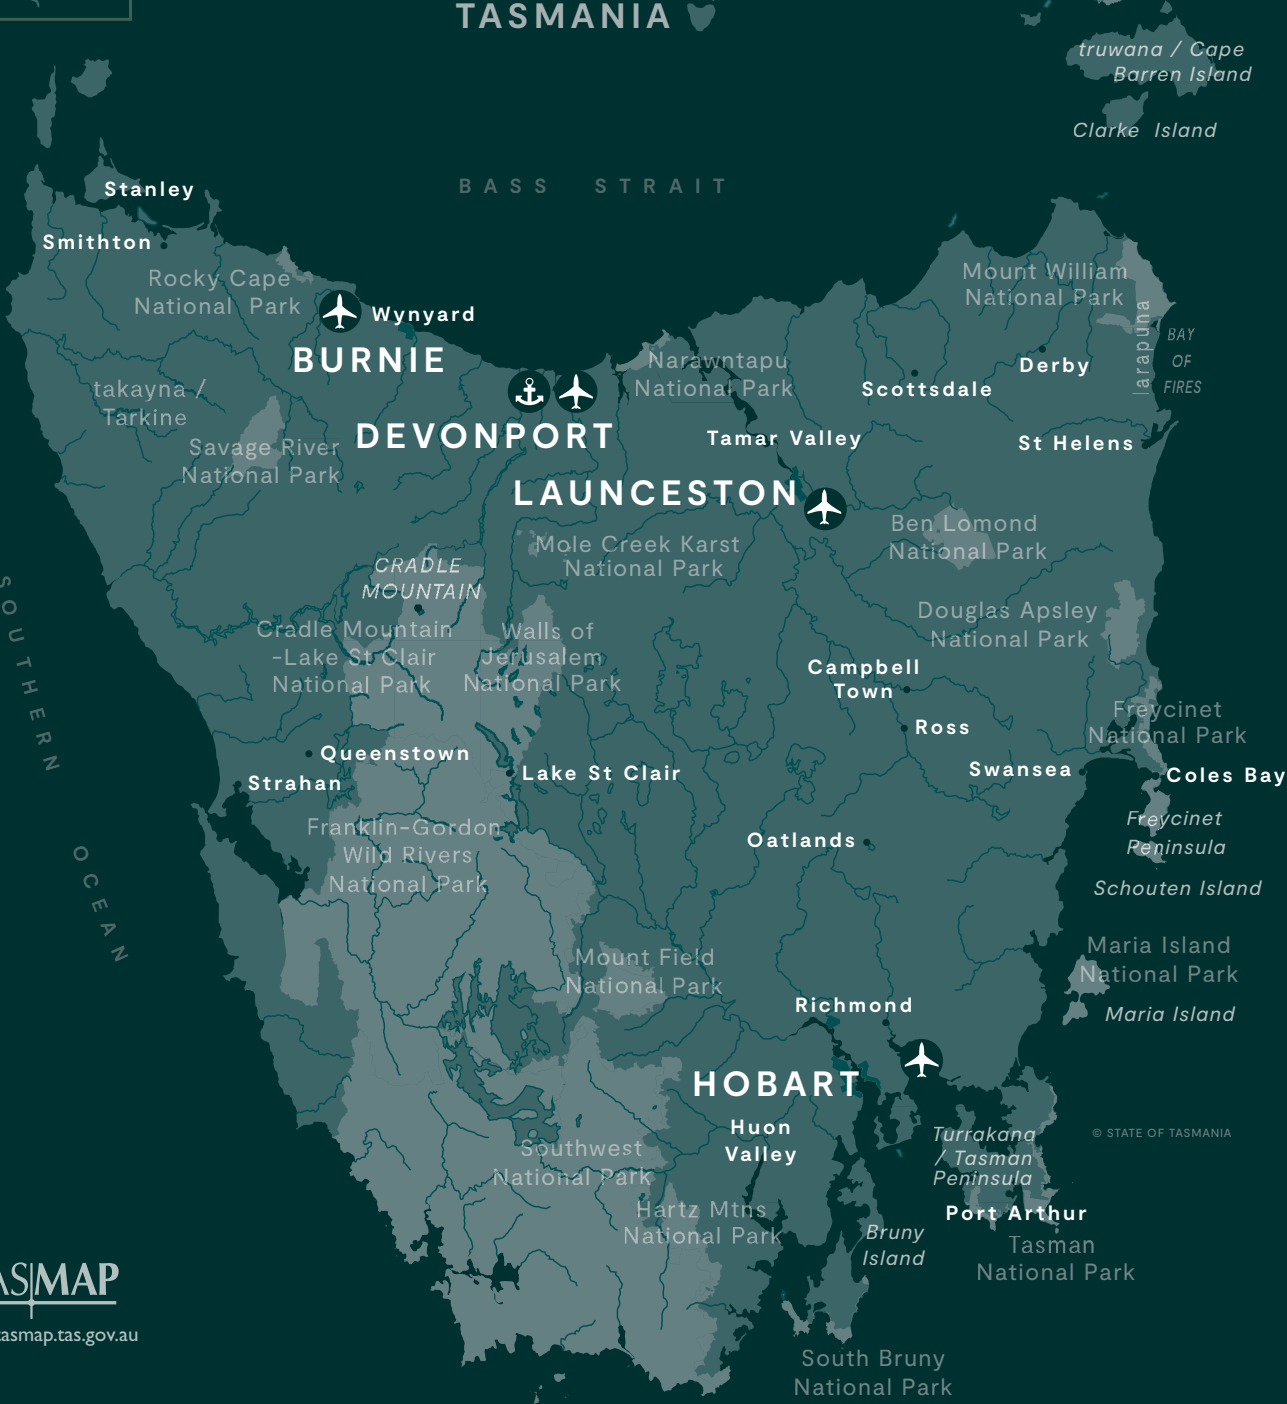 TASMANIA
truwana / Cape
Barren Island
Clarke Island
BASS STRAIT
Stanley
Smithton
Rocky Cape
National Park
Wynyard
BURNIE
Mount William
National Park
larapuna
BAY
OF
FIRES
Derby
Scottsdale
Narawntapu
National Park
takayna /
Tarkine
Savage River
National Park
DEVONPORT
Tamar Valley
St Helens
LAUNCESTON
Ben Lomond
National Park
Mole Creek Karst
National Park
CRADLE
MOUNTAIN
Cradle Mountain
-Lake St Clair
National Park
Walls of
Jerusalem
National Park
Douglas Apsley
National Park
Campbell
Town
Ross
Freycinet
National Park
SOUTHERN
OCEAN
Queenstown
Strahan
Lake St Clair
Swansea
Coles Bay
Freycinet
Peninsula
Franklin-Gordon
Wild Rivers
National Park
Oatlands
Schouten Island
Mount Field
National Park
Maria Island
National Park
Maria Island
Richmond
HOBART
Huon
Valley
Turrakana
/ Tasman
Peninsula
© STATE OF TASMANIA
Southwest
National Park
Hartz Mtns
National Park
Port Arthur
Tasman
National Park
Bruny
Island
South Bruny
National Park
ASMAP
tasmap.tas.gov.au